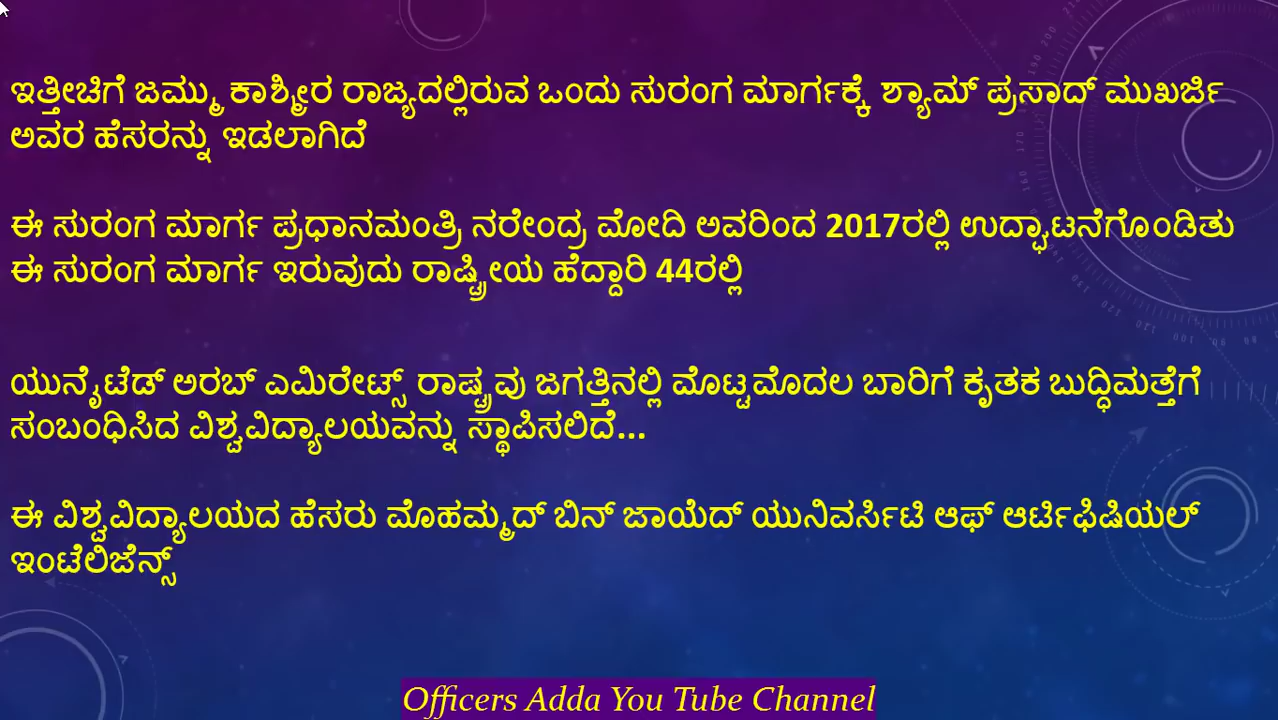 ಇತ್ತೀಚಿಗೆ ಜಮ್ಮು ಕಾಶ್ಮೀರ ರಾಜ್ಯದಲ್ಲಿರುವ ಒಂದು ಸುರಂಗ ಮಾರ್ಗಕ್ಕೆ ಶ್ಯಾಮ್ ಪ್ರಸಾದ್ ಮುಖರ್ಜಿ
ಅವರ ಹೆಸರನ್ನು ಇಡಲಾಗಿದೆ
ಈ ಸುರಂಗ ಮಾರ್ಗ ಪ್ರಧಾನಮಂತ್ರಿ ನರೇಂದ್ರ ಮೋದಿ ಅವರಿಂದ 2017ರಲ್ಲಿ ಉದ್ಘಾಟನೆಗೊಂಡಿತು
ಈ ಸುರಂಗ ಮಾರ್ಗ ಇರುವುದು ರಾಷ್ಟ್ರೀಯ ಹೆದ್ದಾರಿ 44ರಲ್ಲಿ
ಯುನೈಟೆಡ್ ಅರಬ್ ಎಮಿರೇಟ್ಸ್ ರಾಷ್ಟ್ರವು ಜಗತ್ತಿನಲ್ಲಿ ಮೊಟ್ಟಮೊದಲ ಬಾರಿಗೆ ಕೃತಕ ಬುದ್ಧಿಮತ್ತೆಗೆ
ಸಂಬಂಧಿಸಿದ ವಿಶ್ವವಿದ್ಯಾಲಯವನ್ನು ಸ್ಥಾಪಿಸಲಿದೆ...
ಈ ವಿಶ್ವವಿದ್ಯಾಲಯದ ಹೆಸರು ಮೊಹಮ್ಮದ್ ಬಿನ್ ಜಾಯೆದ್ ಯುನಿವರ್ಸಿಟಿ ಆಫ್ ಆರ್ಟಿಫಿಷಿಯಲ್
ಇಂಟೆಲಿಜೆನ್ಸ್
Officers Adda You Tube Channel